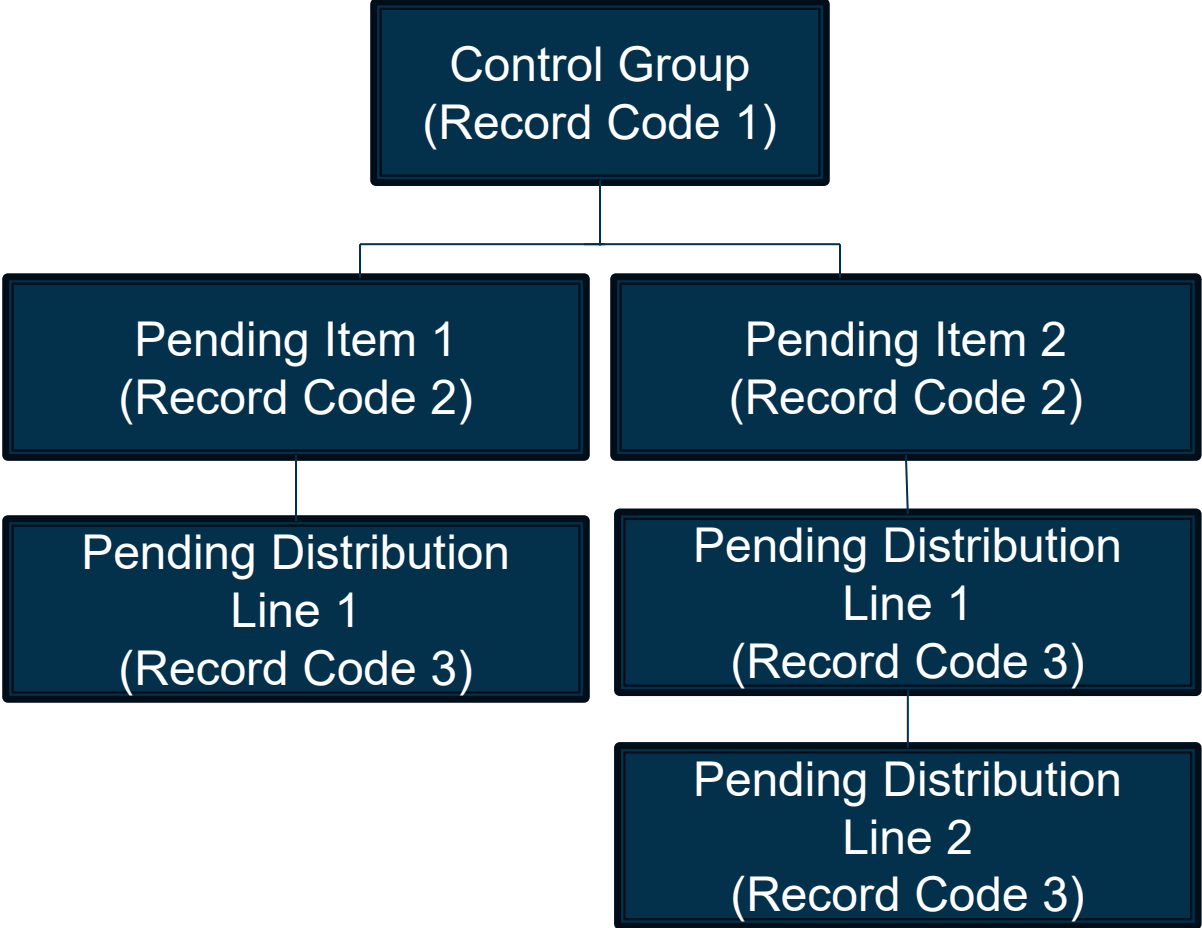 Control Group
(Record Code 1)
Pending Item 1
(Record Code 2)
Pending Item 2
(Record Code 2)
Pending Distribution
Line 1
(Record Code 3)
Pending Distribution
Line 1
(Record Code 3)
Pending Distribution
Line 2
(Record Code 3)